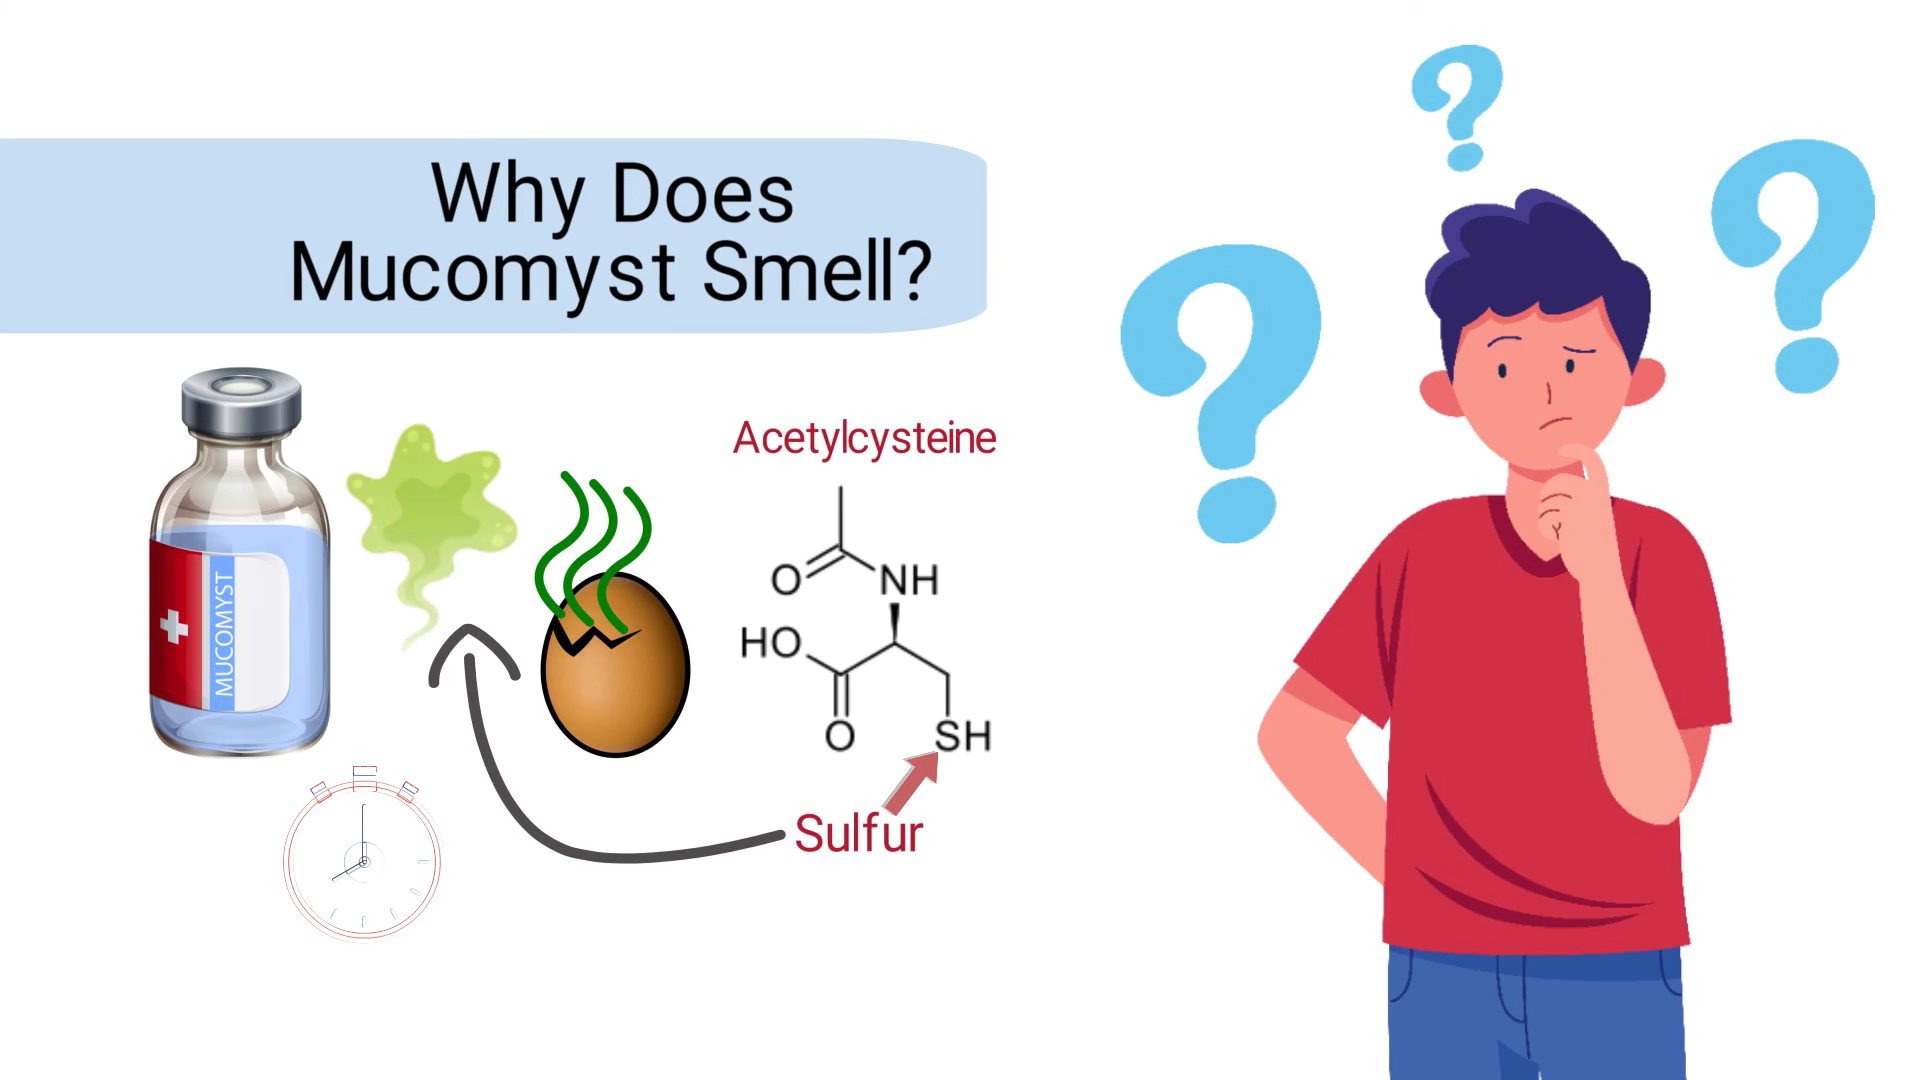 Why Does
Mucomyst Smell?
MUCOMYST
Acetylcysteine
O
NH
HO
O
SH
Sulfur
?
?
?